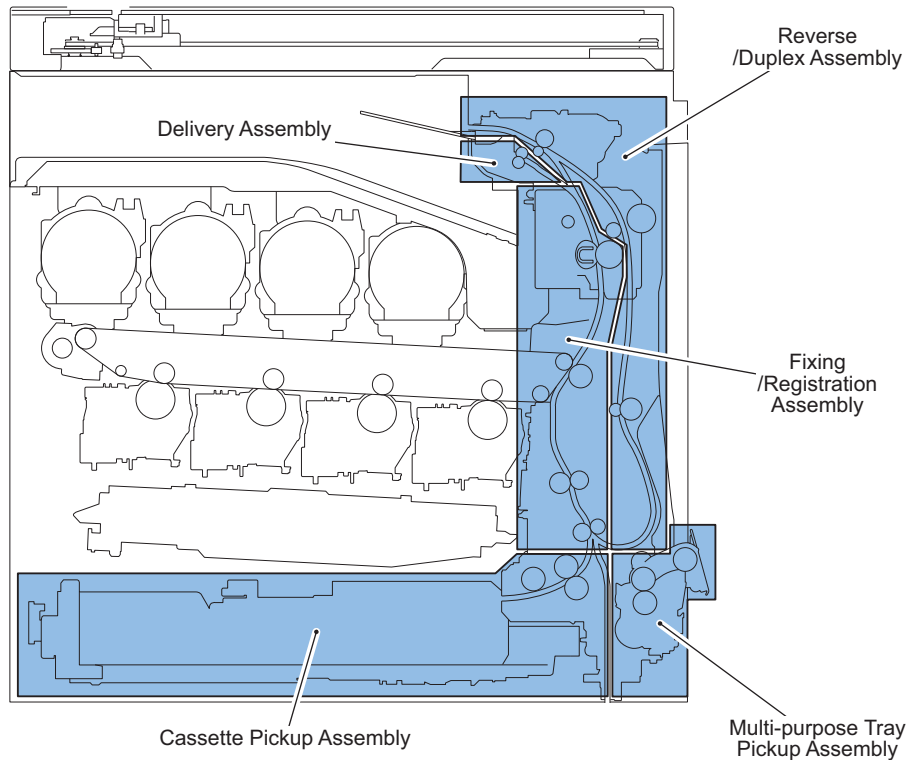 Reverse
/Duplex Assembly
Delivery Assembly
Fixing
/Registration
Assembly
Cassette Pickup Assembly
Multi-purpose Tray
Pickup Assembly